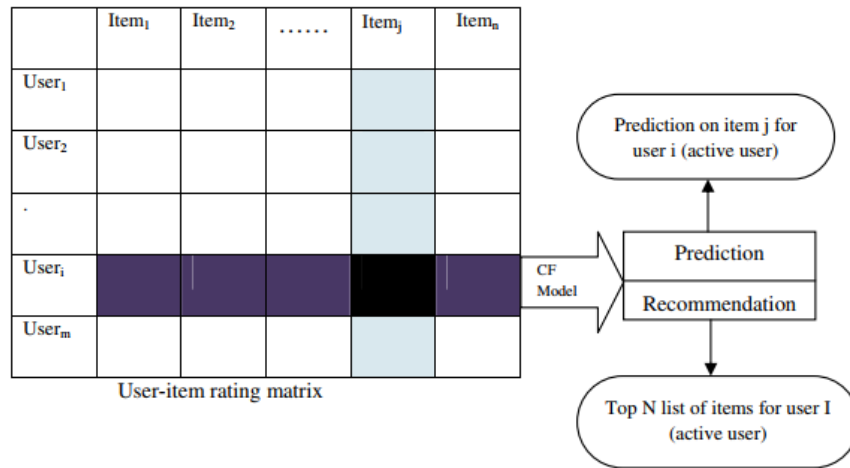 Item₁ Item₂ ...... Itemⱼ Itemₙ
User₁
User₂
.
Userᵢ
Userₘ
User-item rating matrix
CF
Model
Prediction on item j for
user i (active user)
Prediction
Recommendation
Top N list of items for user I
(active user)